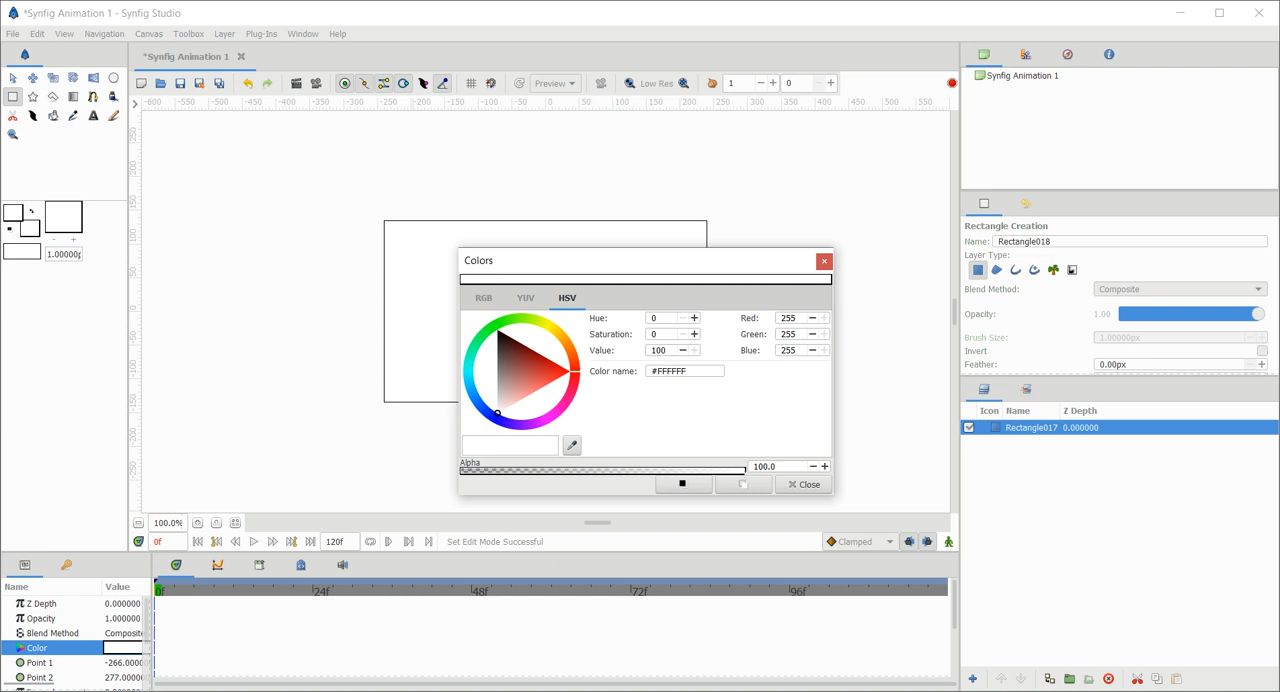 *Synfig Animation 1 - Synfig Studio
File Edit View Navigation Canvas Toolbox Layer Plug-Ins Window Help
*Synfig Animation 1
Preview
Low Res
1
0
-600 -550 -500 -450 -400 -350 -300 -250 -200 -150 -100 -50 0 50 100 150 200 250 300 350 400 450 500 550
1.00000p
Colors
RGB YUV HSV
Hue: 0 Red: 255
Saturation: 0 Green: 255
Value: 100 Blue: 255
Color name: #FFFFFF
Alpha
100.0
Close
Synfig Animation 1
Rectangle Creation
Name: Rectangle018
Layer Type:
Blend Method: Composite
Opacity: 1.00
Brush Size: 1.00000px
Invert
Feather: 0.00px
Icon Name Z Depth
Rectangle017 0.000000
100.0%
0f 120f Set Edit Mode Successful Clamped
Name Value
Z Depth 0.000000
Opacity 1.000000
Blend Method Composite
Color
Point 1 -266.0000
Point 2 277.0000
0f 24f 48f 72f 96f